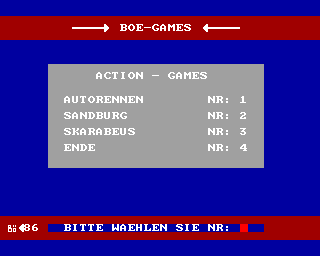 BOE-GAMES
ACTION - GAMES
AUTORENNEN NR: 1
SANDBURG NR: 2
SKARABEUS NR: 3
ENDE NR: 4
86 BITTE WAEHLEN SIE NR: